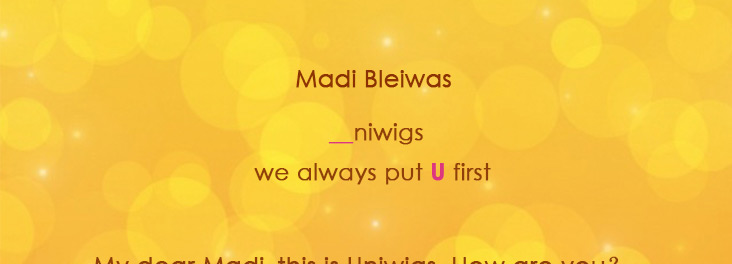 Madi Bleiwas
__niwigs
we always put U first
My dear Madi, this is Uniwigs. How are you?